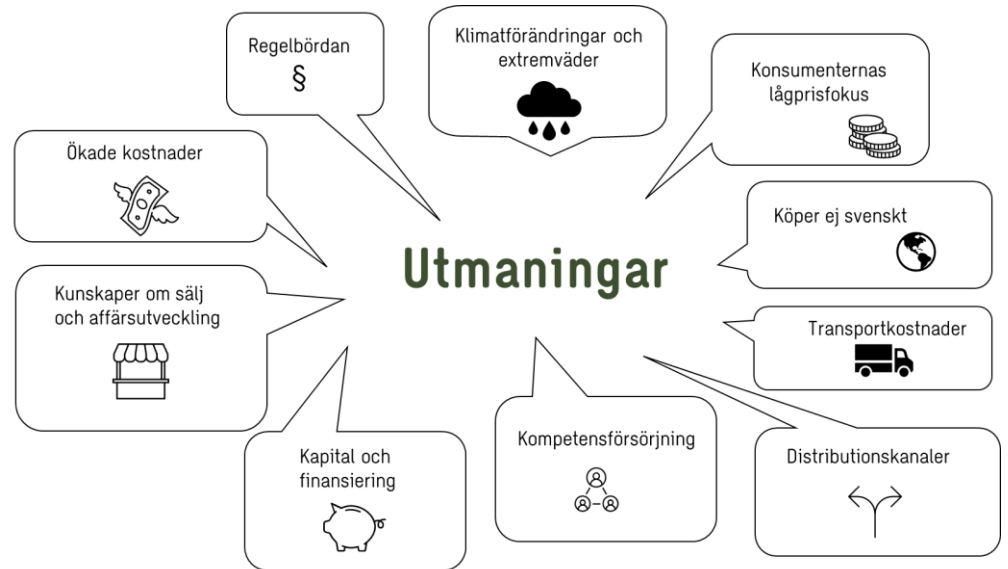 Regelbördan
§
Klimatförändringar och
extremväder
Konsumenternas
lågprisfokus
Ökade kostnader
Köper ej svenskt
Utmaningar
Kunskaper om sälj
och affärsutveckling
Transportkostnader
Kapital och
finansiering
Kompetensförsörjning
Distributionskanaler